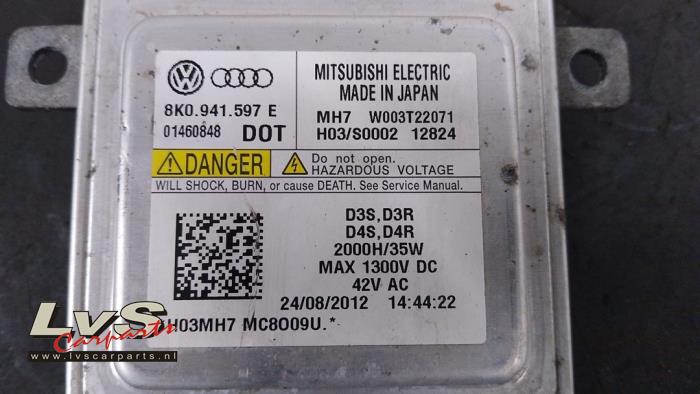 MITSUBISHI ELECTRIC
MADE IN JAPAN
8K0.941.597 E
01460848 DOT
MH7 W003T22071
H03/S0002 12824
DANGER
Do not open.
HAZARDOUS VOLTAGE
WILL SHOCK, BURN, or cause DEATH. See Service Manual.
D3S,D3R
D4S,D4R
2000H/35W
MAX 1300V DC
42V AC
24/08/2012 14:44:22
H03MH7 MC8O09U.*
LvS
Carparts
www.lvscarparts.nl